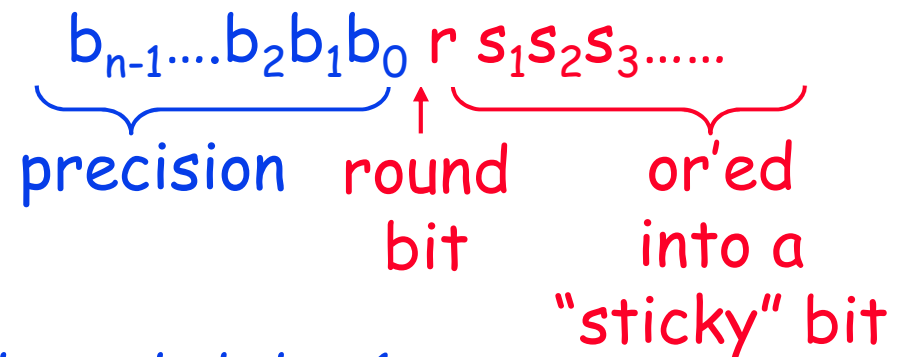 bn-1....b2b1b0 r s1s2s3......
precision round bit or'ed into a "sticky" bit